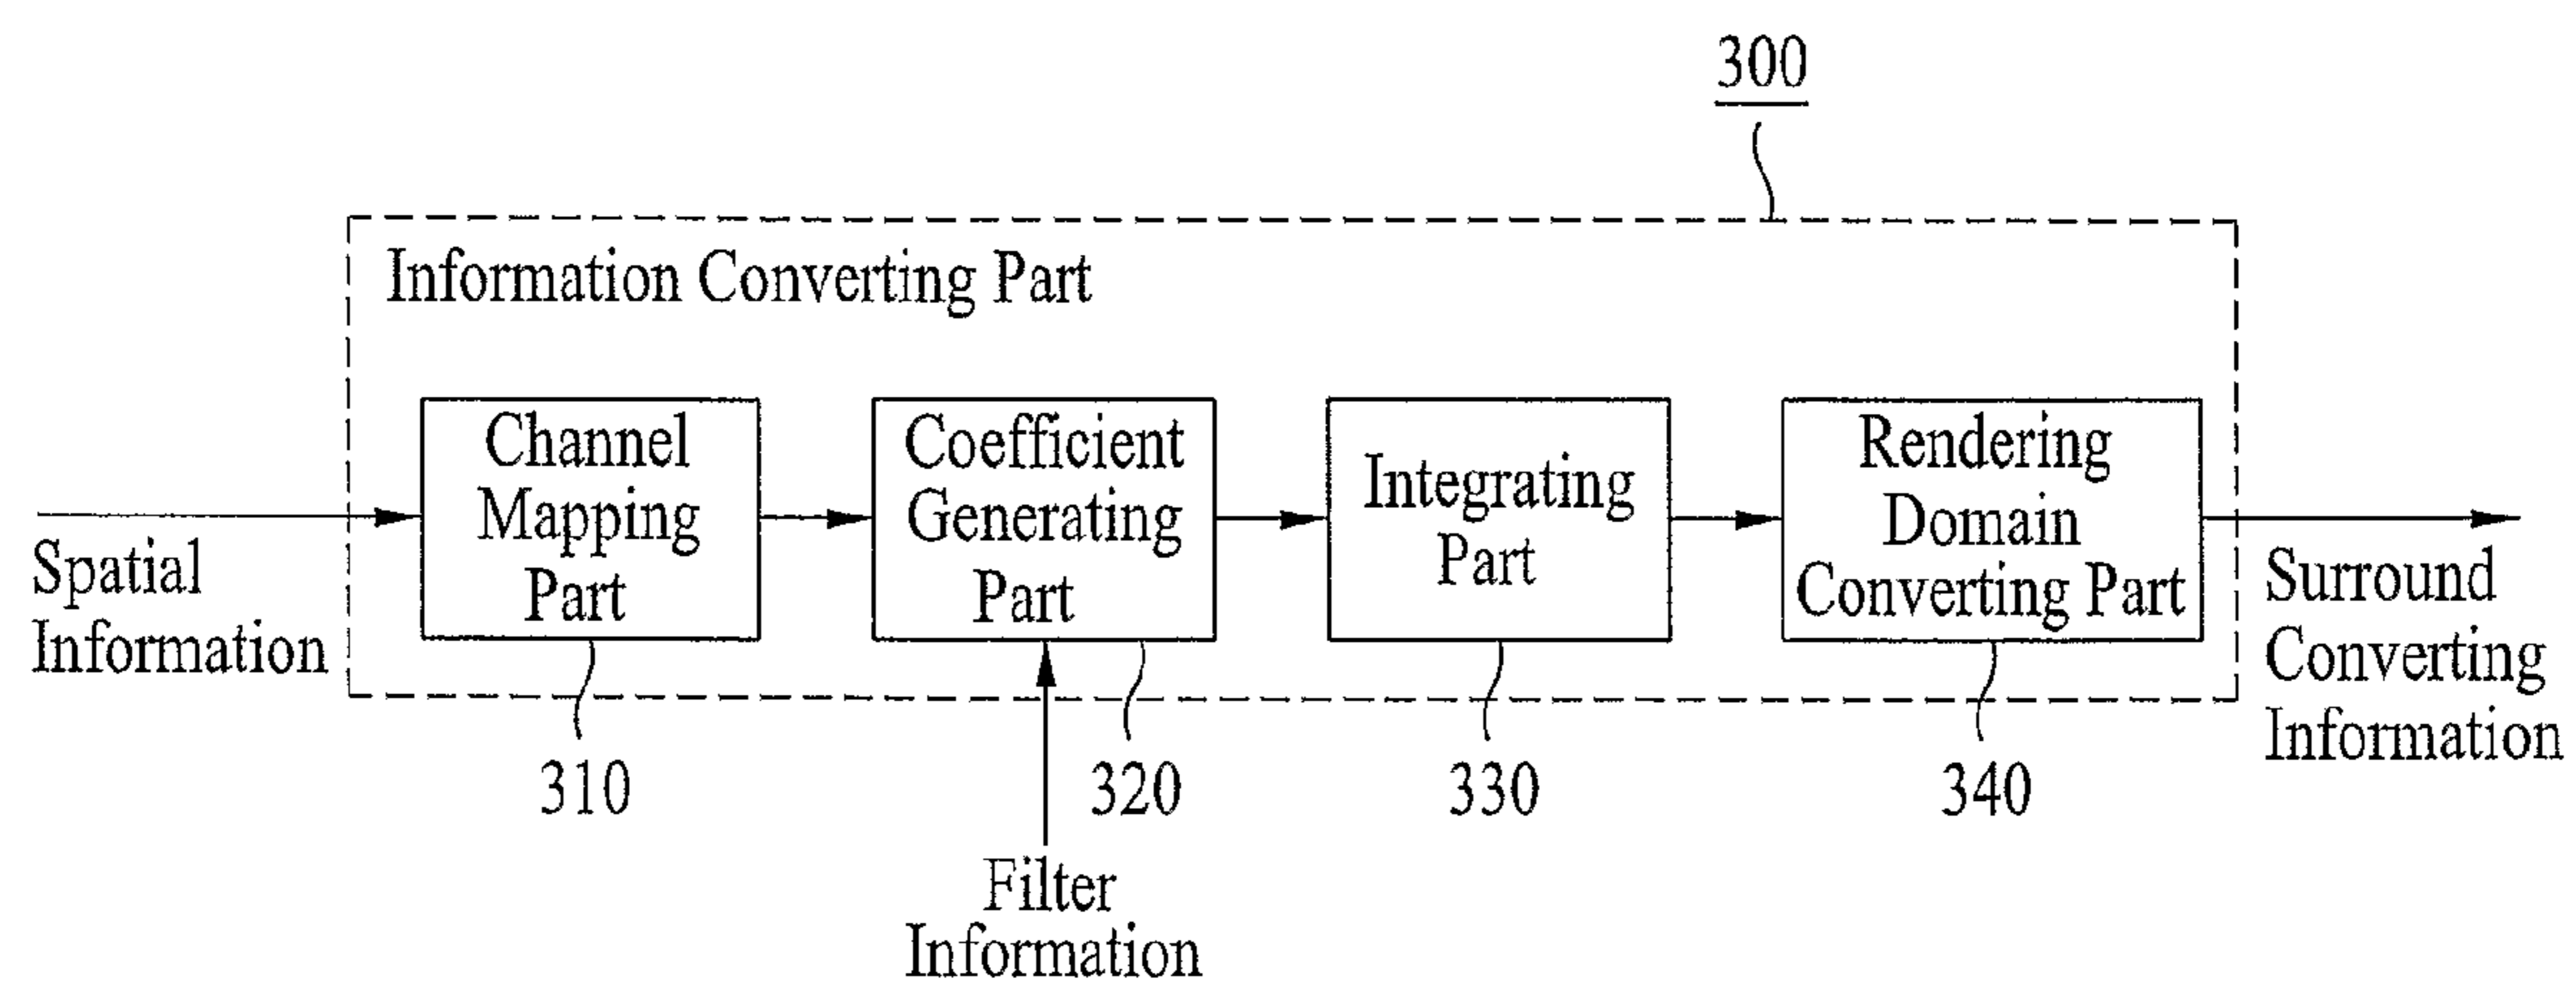 300
Information Converting Part
Channel
Mapping
Part
Coefficient
Generating
Part
Integrating
Part
Rendering
Domain
Converting Part
Spatial
Information
Surround
Converting
Information
310
320
330
340
Filter
Information